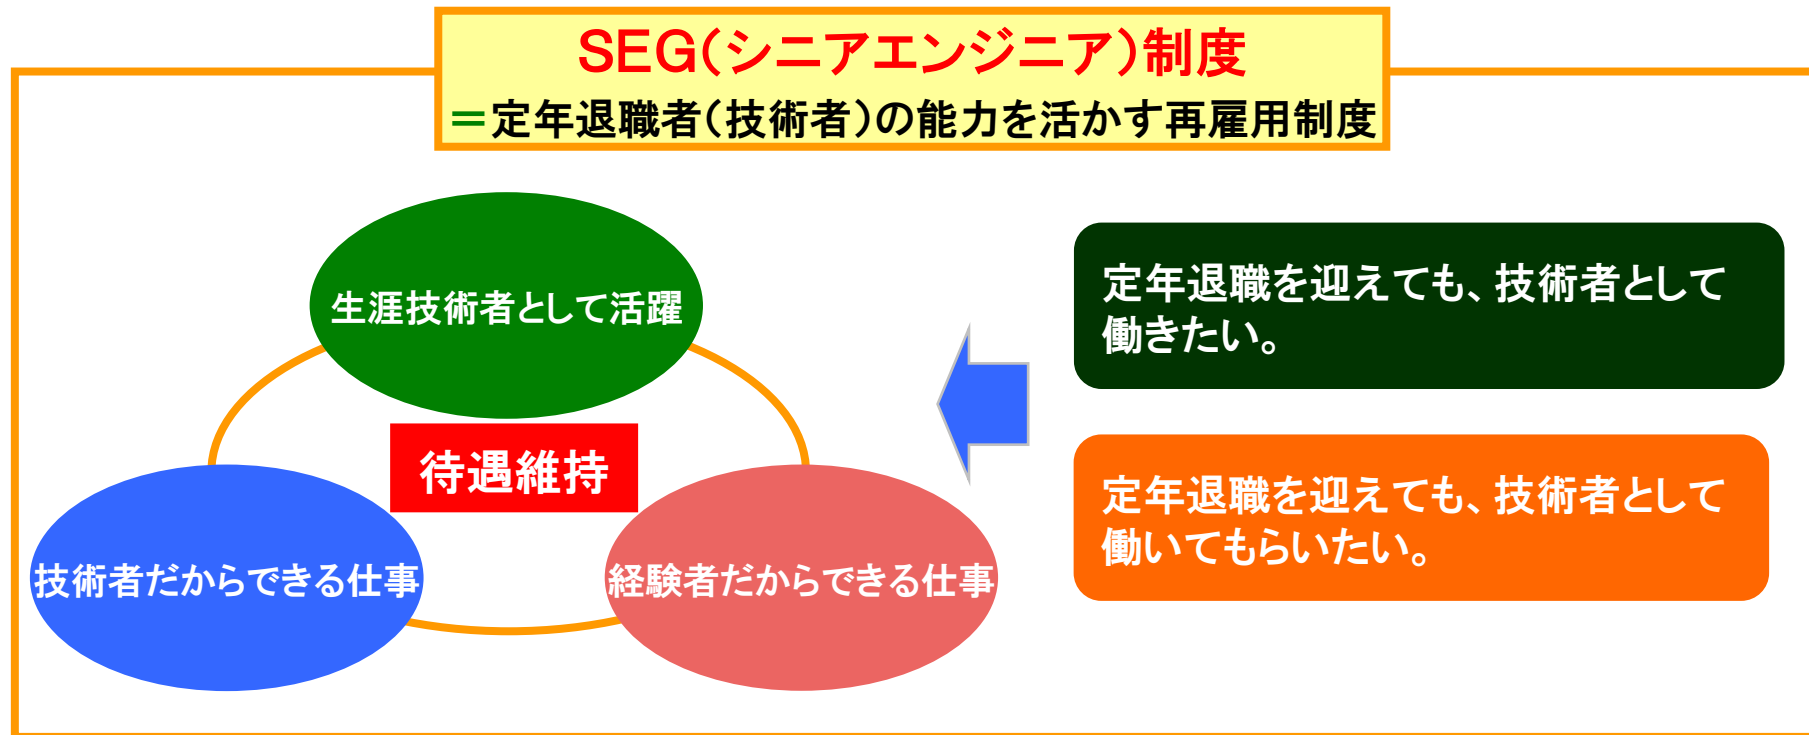 SEG(シニアエンジニア)制度
=定年退職者(技術者)の能力を活かす再雇用制度
生涯技術者として活躍
待遇維持
技術者だからできる仕事
経験者だからできる仕事
定年退職を迎えても、技術者として
働きたい。
定年退職を迎えても、技術者として
働いてもらいたい。